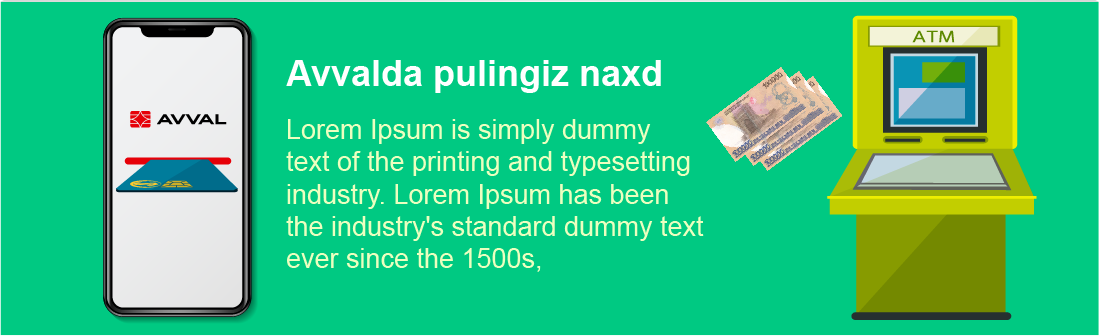 AVVAL
Avvalda pulingiz naxd
Lorem Ipsum is simply dummy
text of the printing and typesetting
industry. Lorem Ipsum has been
the industry's standard dummy text
ever since the 1500s,
100000
ATM